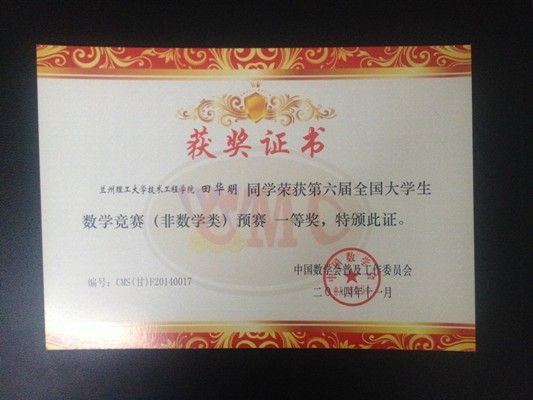 获奖证书
兰州理工大学技术工程学院 田华明 同学荣获第六届全国大学生
数学竞赛（非数学类）预赛 一等奖，特颁此证。
中国数学会普及工作委员会
二〇一四年十一月
编号：CMS(甘)F20140017